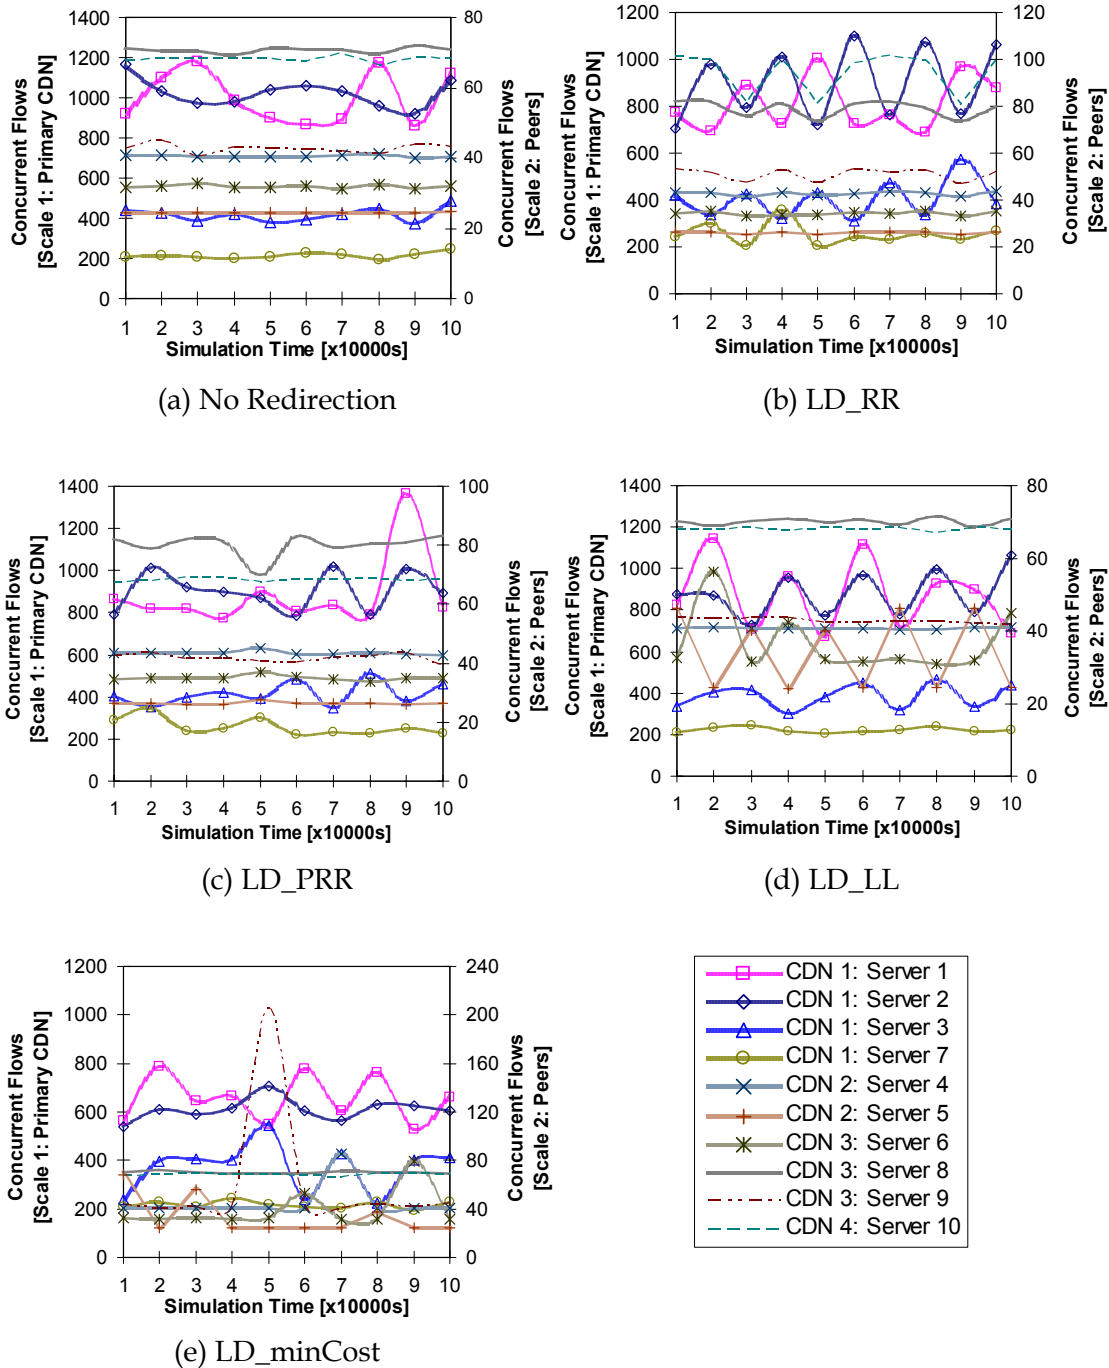 Concurrent Flows
[Scale 1: Primary CDN]
1400
1200
1000
800
600
400
200
0
80
60
40
20
0
Concurrent Flows
[Scale 2: Peers]
1 2 3 4 5 6 7 8 9 10
Simulation Time [x10000s]
(a) No Redirection
Concurrent Flows
[Scale 1: Primary CDN]
1200
1000
800
600
400
200
0
120
100
80
60
40
20
0
Concurrent Flows
[Scale 2: Peers]
1 2 3 4 5 6 7 8 9 10
Simulation Time [x10000s]
(b) LD_RR
Concurrent Flows
[Scale 1: Primary CDN]
1400
1200
1000
800
600
400
200
0
100
80
60
40
20
0
Concurrent Flows
[Scale 2: Peers]
1 2 3 4 5 6 7 8 9 10
Simulation Time [x10000s]
(c) LD_PRR
Concurrent Flows
[Scale 1: Primary CDN]
1400
1200
1000
800
600
400
200
0
80
60
40
20
0
Concurrent Flows
[Scale 2: Peers]
1 2 3 4 5 6 7 8 9 10
Simulation Time [x10000s]
(d) LD_LL
Concurrent Flows
[Scale 1: Primary CDN]
1200
1000
800
600
400
200
0
240
200
160
120
80
40
0
Concurrent Flows
[Scale 2: Peers]
1 2 3 4 5 6 7 8 9 10
Simulation Time [x10000s]
(e) LD_minCost
CDN 1: Server 1
CDN 1: Server 2
CDN 1: Server 3
CDN 1: Server 7
CDN 2: Server 4
CDN 2: Server 5
CDN 3: Server 6
CDN 3: Server 8
CDN 3: Server 9
CDN 4: Server 10